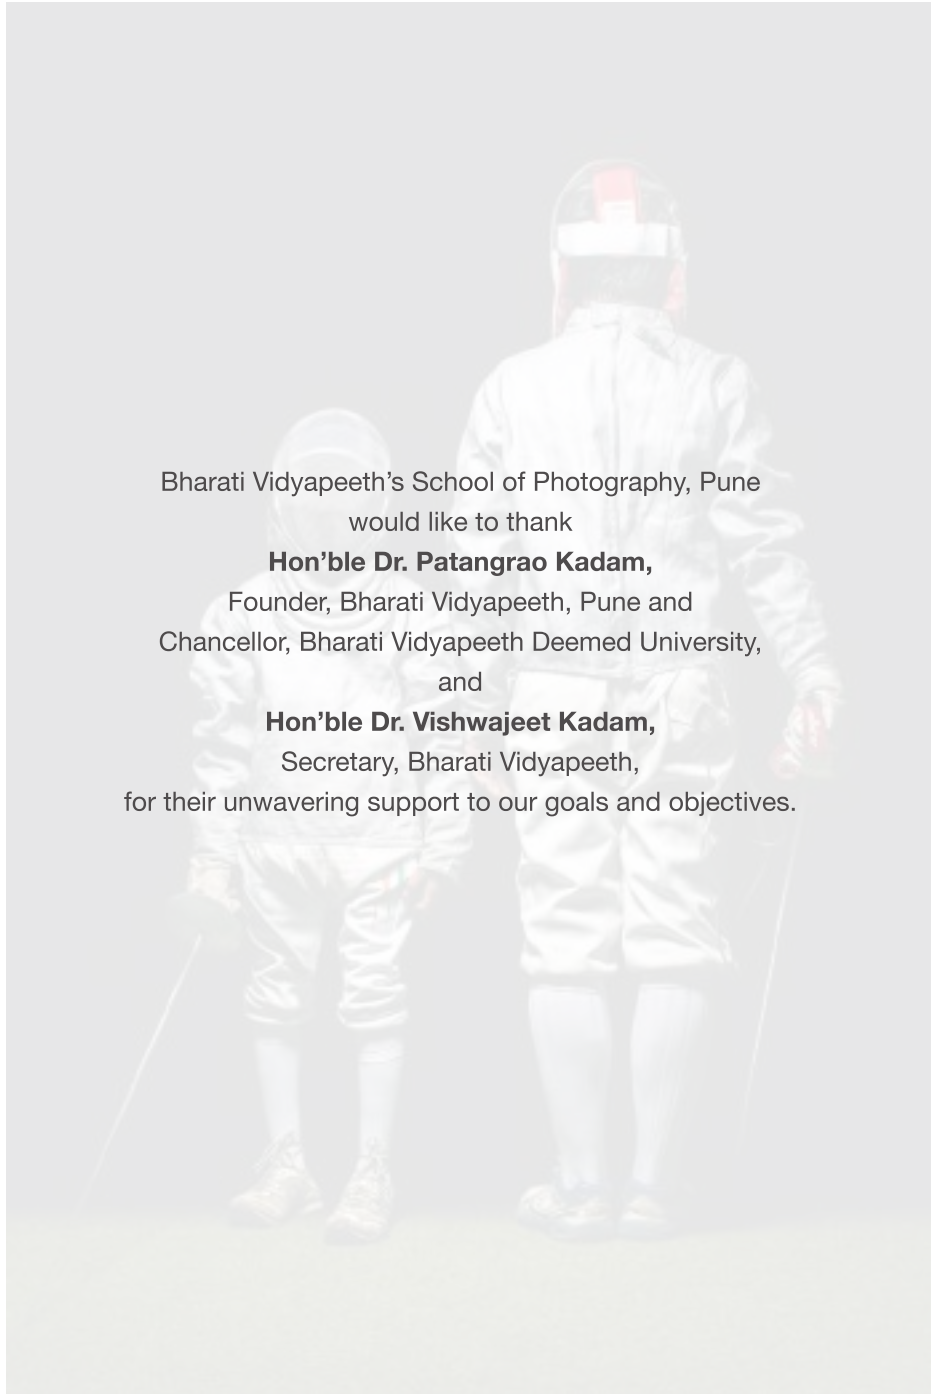 Bharati Vidyapeeth’s School of Photography, Pune
would like to thank
Hon’ble Dr. Patangrao Kadam,
Founder, Bharati Vidyapeeth, Pune and
Chancellor, Bharati Vidyapeeth Deemed University,
and
Hon’ble Dr. Vishwajeet Kadam,
Secretary, Bharati Vidyapeeth,
for their unwavering support to our goals and objectives.